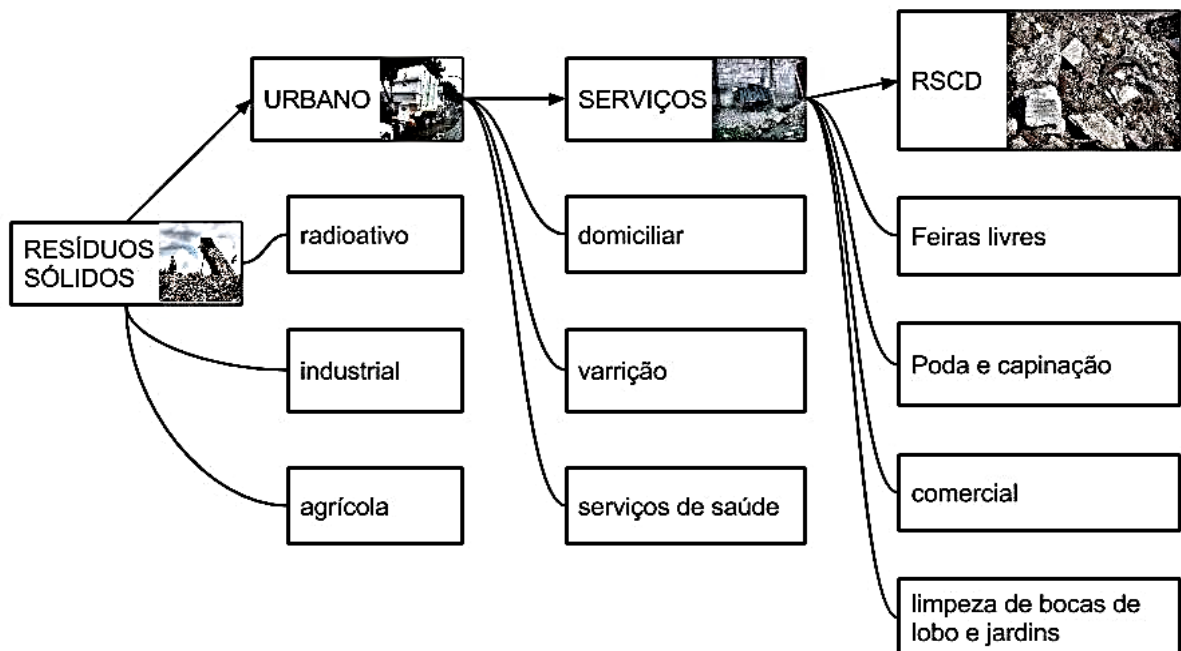 RESÍDUOS
SÓLIDOS
URBANO
radioativo
industrial
agrícola
SERVIÇOS
domiciliar
varrição
serviços de saúde
RSCD
Feiras livres
Poda e capinação
comercial
limpeza de bocas de
lobo e jardins